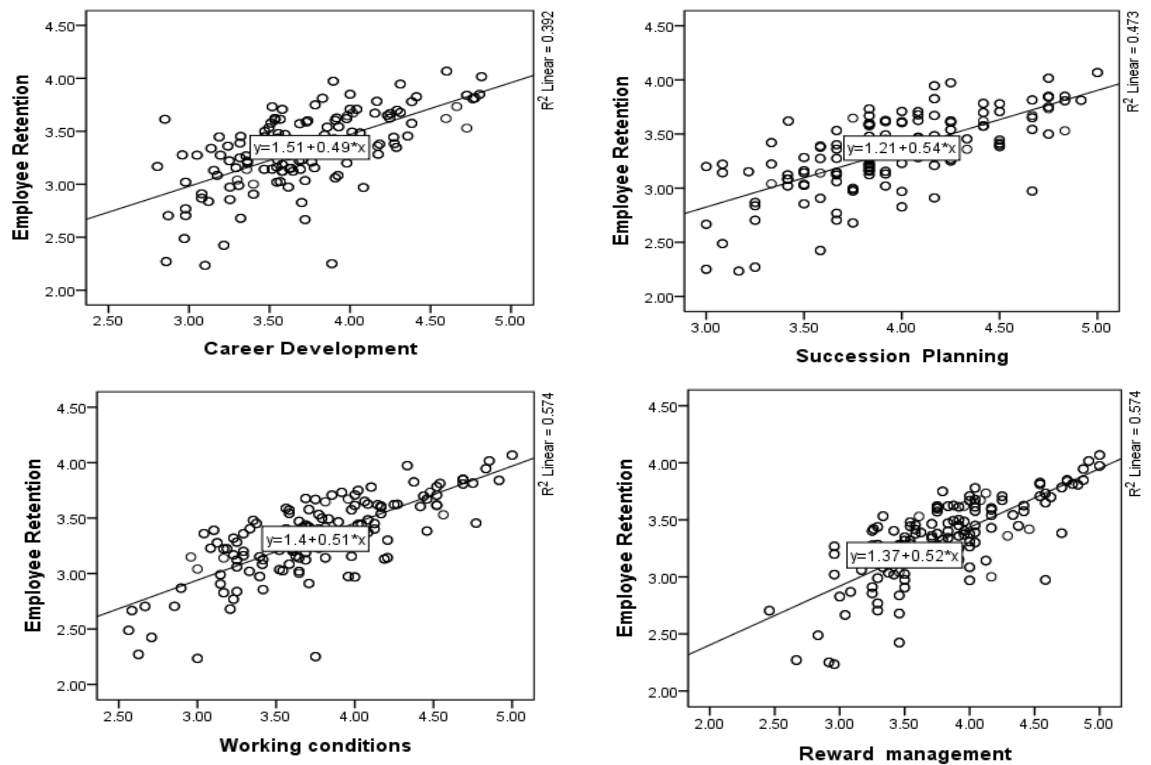 4.50
4.00
3.50
3.00
2.50
2.00
Employee Retention
y=1.51+0.49*x
R² Linear = 0.392
2.50 3.00 3.50 4.00 4.50 5.00
Career Development
4.50
4.00
3.50
3.00
2.50
2.00
Employee Retention
y=1.21+0.54*x
R² Linear = 0.473
3.00 3.50 4.00 4.50 5.00
Succession Planning
4.50
4.00
3.50
3.00
2.50
2.00
Employee Retention
y=1.4+0.51*x
R² Linear = 0.574
2.50 3.00 3.50 4.00 4.50 5.00
Working conditions
4.50
4.00
3.50
3.00
2.50
2.00
Employee Retention
y=1.37+0.52*x
R² Linear = 0.574
2.00 2.50 3.00 3.50 4.00 4.50 5.00
Reward management